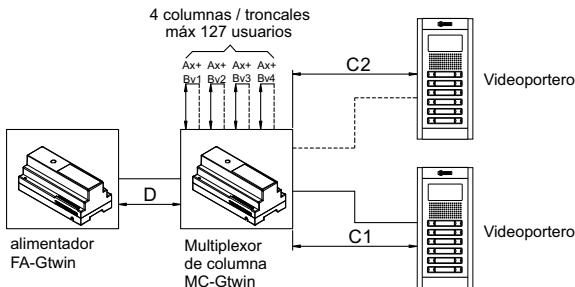 4 columnas / troncales
máx 127 usuarios
Ax+ Ax+ Ax+ Ax+
Bv1 Bv2 Bv3 Bv4
C2
Videoportero
D
C1
Videoportero
alimentador
FA-Gtwin
Multiplexor
de columna
MC-Gtwin